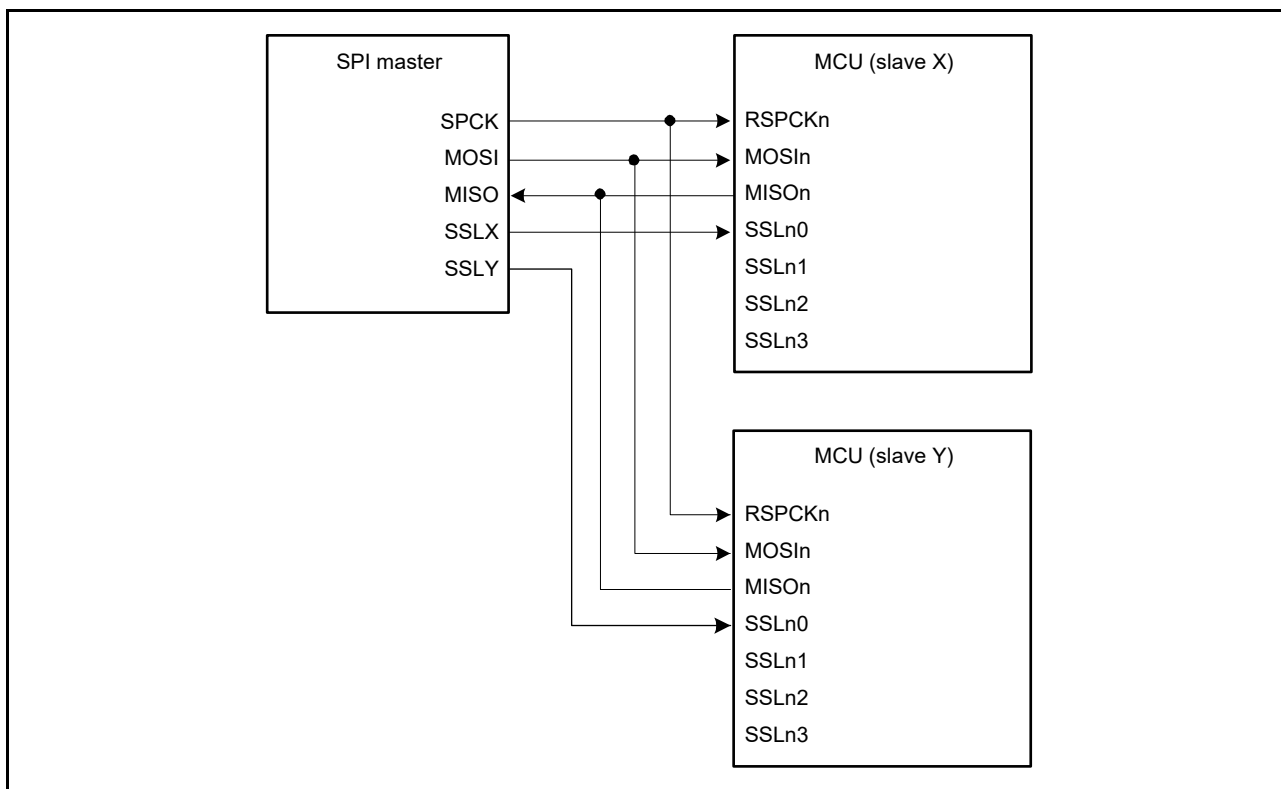 SPI master
SPCK
MOSI
MISO
SSLX
SSLY
MCU (slave X)
RSPCKn
MOSIn
MISOn
SSLn0
SSLn1
SSLn2
SSLn3
MCU (slave Y)
RSPCKn
MOSIn
MISOn
SSLn0
SSLn1
SSLn2
SSLn3